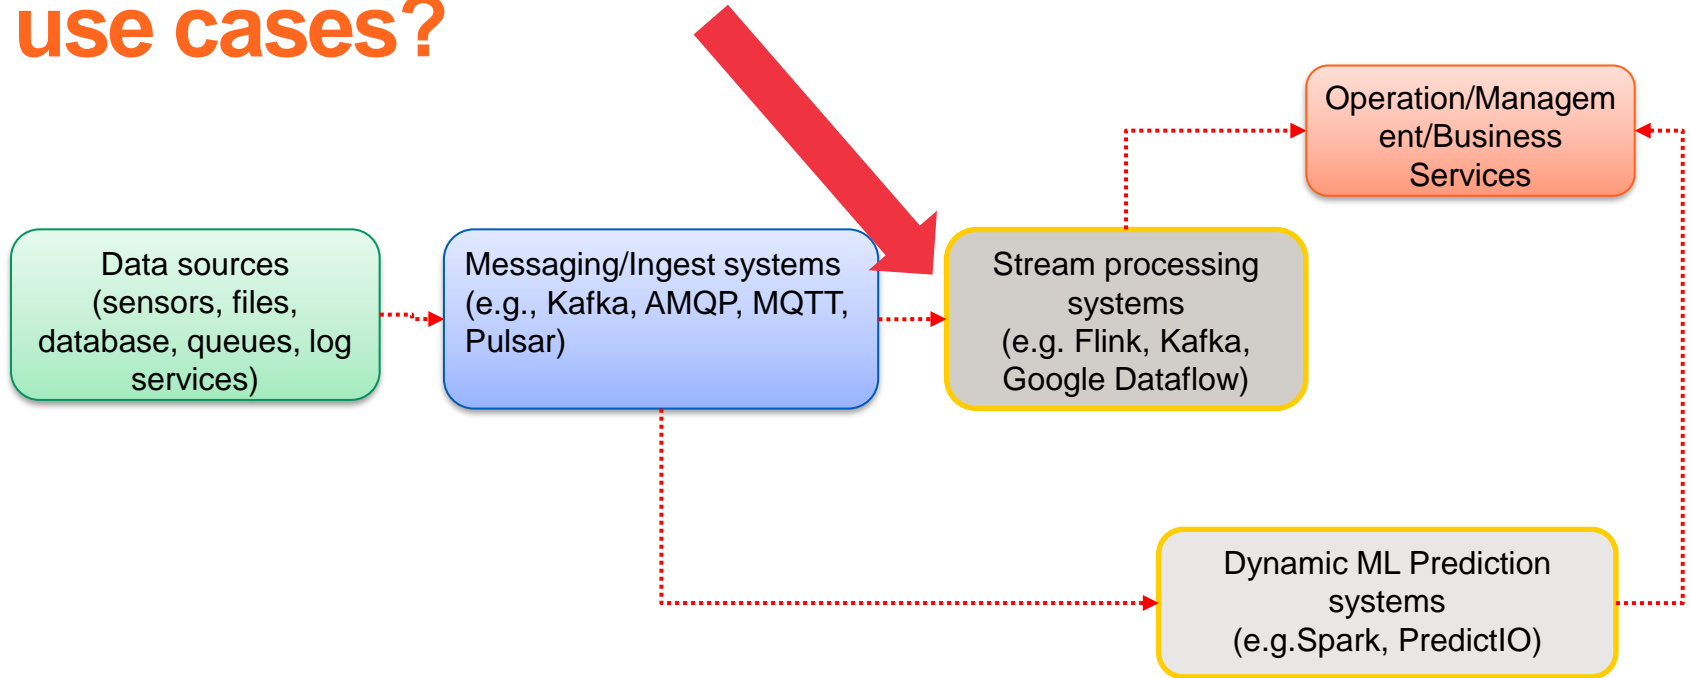 use cases?
Operation/Managem
ent/Business
Services
Data sources
(sensors, files,
database, queues, log
services)
Messaging/Ingest systems
(e.g., Kafka, AMQP, MQTT,
Pulsar)
Stream processing
systems
(e.g. Flink, Kafka,
Google Dataflow)
Dynamic ML Prediction
systems
(e.g.Spark, PredictIO)